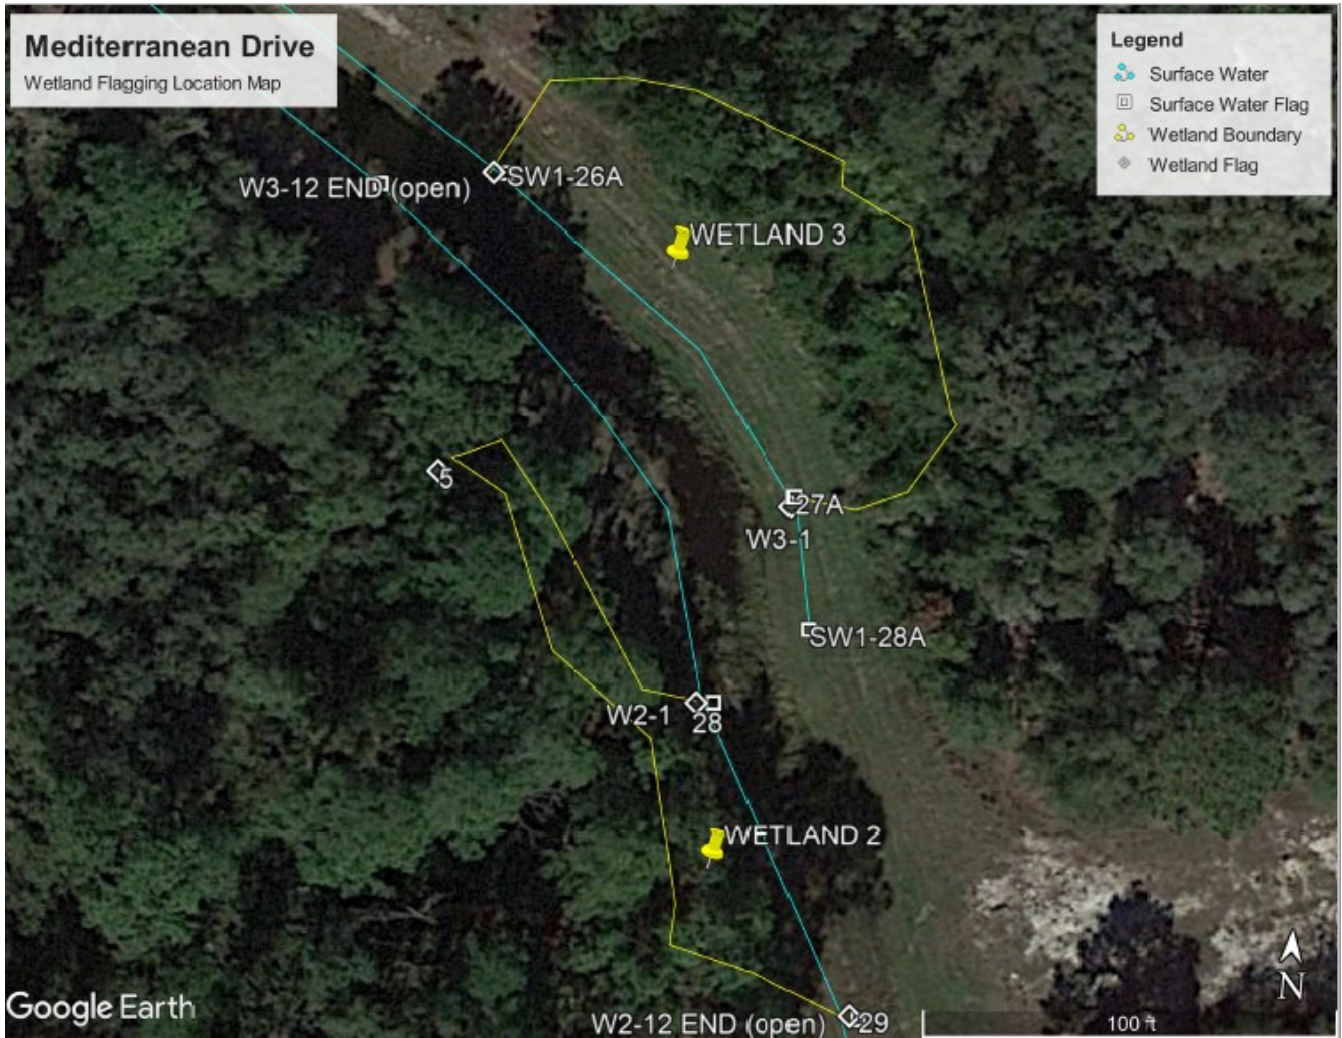 Mediterranean Drive
Wetland Flagging Location Map
Legend
Surface Water
Surface Water Flag
Wetland Boundary
Wetland Flag
W3-12 END (open)
SW1-26A
WETLAND 3
5
27A
W3-1
SW1-28A
W2-1
28
WETLAND 2
W2-12 END (open)
29
N
Google Earth
100 ft